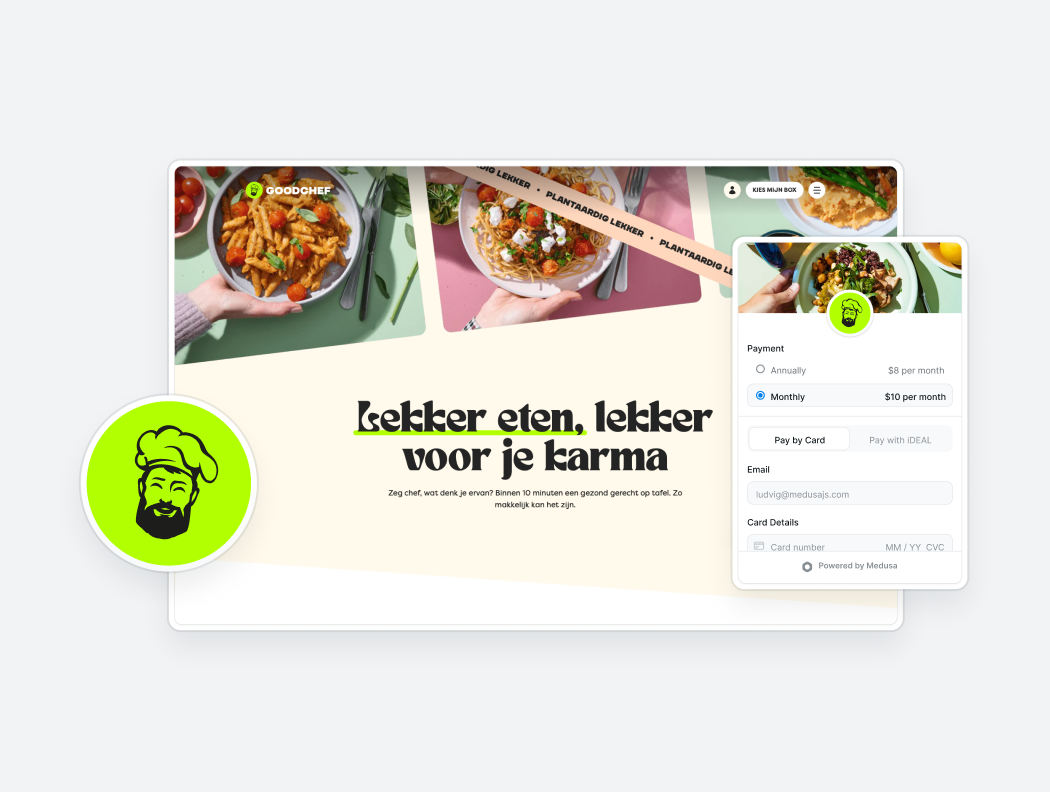 GOODCHEF
DIG LEKKER • PLANTAARDIG LEKKER • PLANTAARDIG LE
KIES MIJN BOX
Lekker eten, lekker
voor je karma
Zeg chef, wat denk je ervan? Binnen 10 minuten een gezond gerecht op tafel. Zo
makkelijk kan het zijn.
Payment
Annually $8 per month
Monthly $10 per month
Pay by Card Pay with iDEAL
Email
ludvig@medusajs.com
Card Details
Card number MM / YY CVC
Powered by Medusa